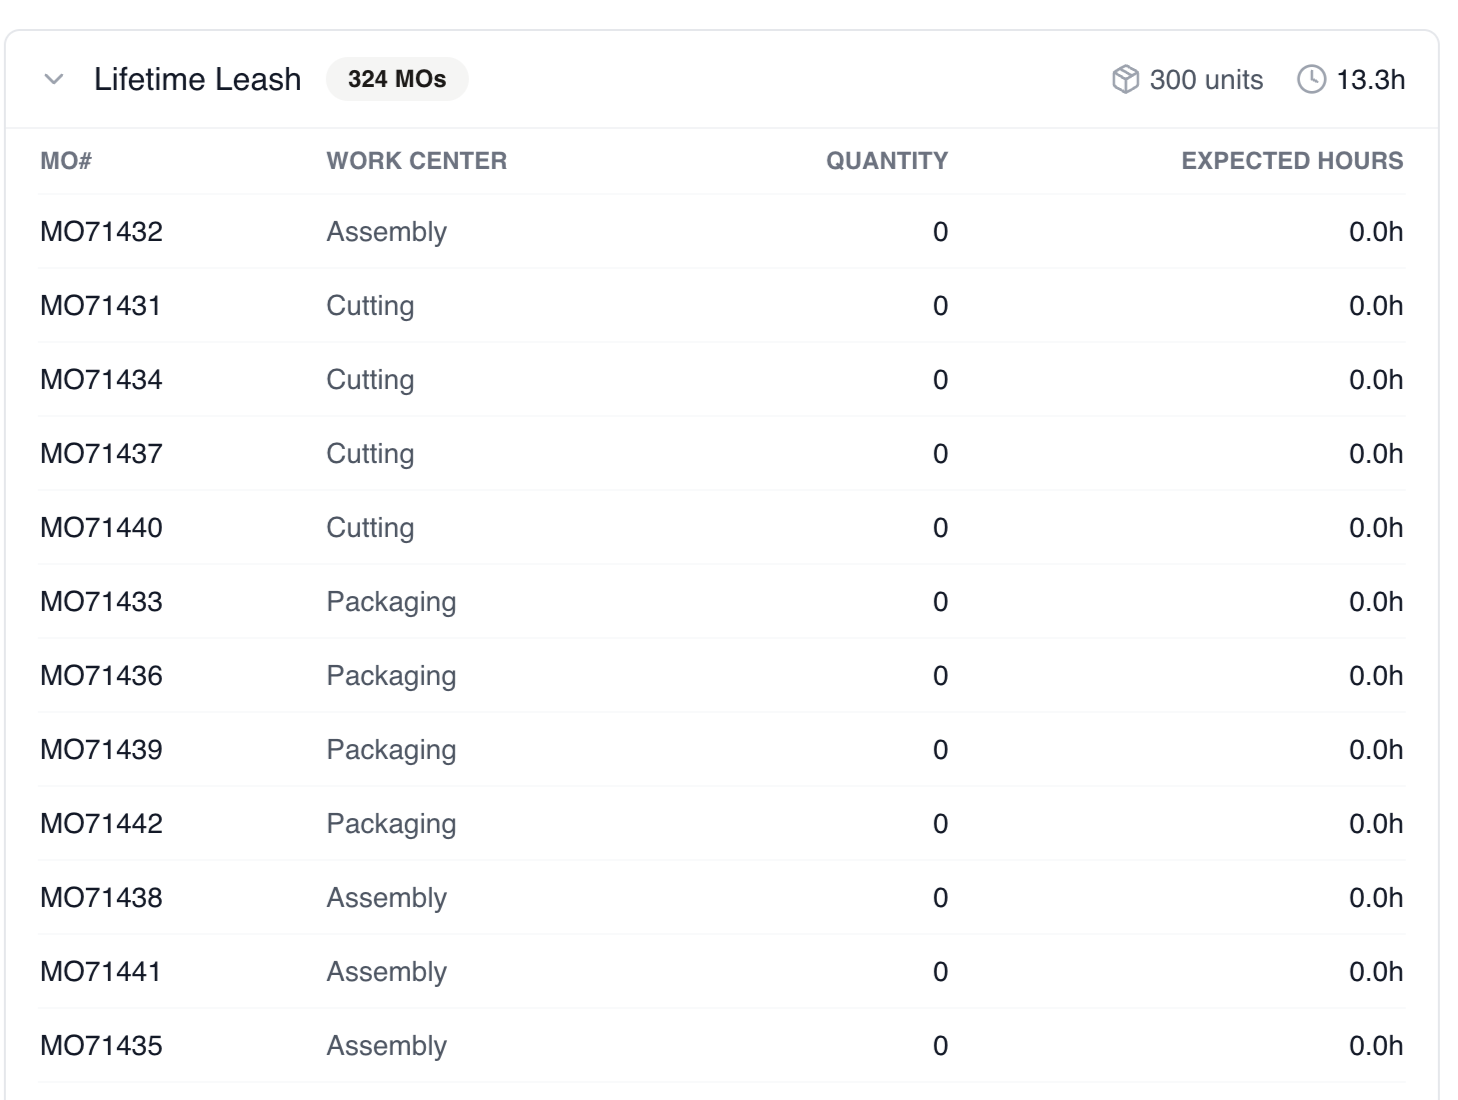 Lifetime Leash 324 MOs 300 units 13.3h
MO# WORK CENTER QUANTITY EXPECTED HOURS
MO71432 Assembly 0 0.0h
MO71431 Cutting 0 0.0h
MO71434 Cutting 0 0.0h
MO71437 Cutting 0 0.0h
MO71440 Cutting 0 0.0h
MO71433 Packaging 0 0.0h
MO71436 Packaging 0 0.0h
MO71439 Packaging 0 0.0h
MO71442 Packaging 0 0.0h
MO71438 Assembly 0 0.0h
MO71441 Assembly 0 0.0h
MO71435 Assembly 0 0.0h